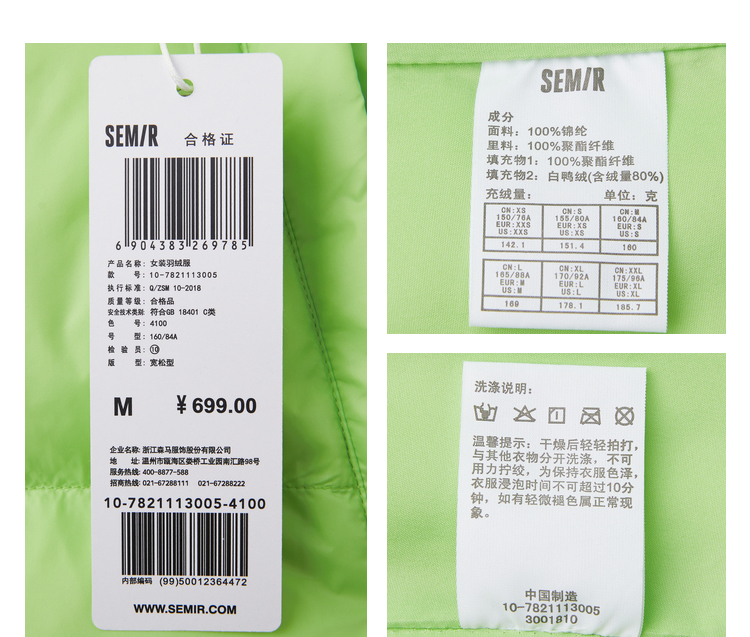 SEM/R 合格证
6 904383 269785
产品名称: 女装羽绒服
款 号: 10-7821113005
执行标准: Q/ZSM 10-2018
质量等级: 合格品
安全技术类别: 符合GB 18401 C类
色 号: 4100
号 型: 160/84A
检 验 员: ⑩
版 型: 宽松型
M ¥ 699.00
企业名称: 浙江森马服饰股份有限公司
地 址: 温州市瓯海区娄桥工业园南汇路98号
服务热线: 400-8877-588
招商热线: 021-67288111 021-67288222
10-7821113005-4100
内部编码 (99)50012364472
WWW.SEMIR.COM
SEM/R
成分
面料: 100%锦纶
里料: 100%聚酯纤维
填充物1: 100%聚酯纤维
填充物2: 白鸭绒(含绒量80%)
充绒量: 单位: 克
CN:XS CN:S CN:M
150/76A 155/80A 160/84A
EUR:XXS EUR:XS EUR:S
US:XXS US:XS US:S
142.1 151.4 160
CN:L CN:XL CN:XXL
165/88A 170/92A 175/96A
EUR:M EUR:L EUR:XL
US:M US:L US:XL
169 178.1 185.7
洗涤说明:
温馨提示: 干燥后轻轻拍打,
与其他衣物分开洗涤, 不可
用力拧绞, 为保持衣服色泽,
衣服浸泡时间不可超过10分
钟, 如有轻微褪色属正常现
象。
中国制造
10-7821113005
3001810